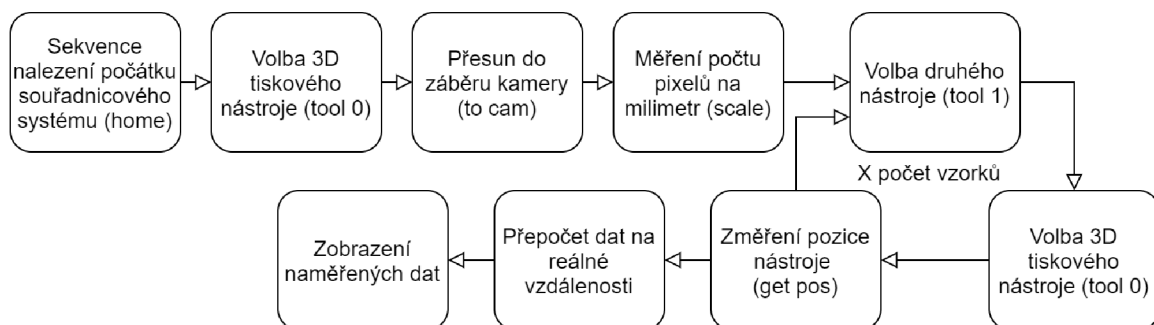 Sekvence
nalezení počátku
souřadnicového
systému (home)
Volba 3D
tiskového
nástroje (tool 0)
Přesun do
záběru kamery
(to cam)
Měření počtu
pixelů na
milimetr (scale)
Volba druhého
nástroje (tool 1)
X počet vzorků
Volba 3D
tiskového
nástroje (tool 0)
Změření pozice
nástroje
(get pos)
Přepočet dat na
reálné
vzdálenosti
Zobrazení
naměřených dat